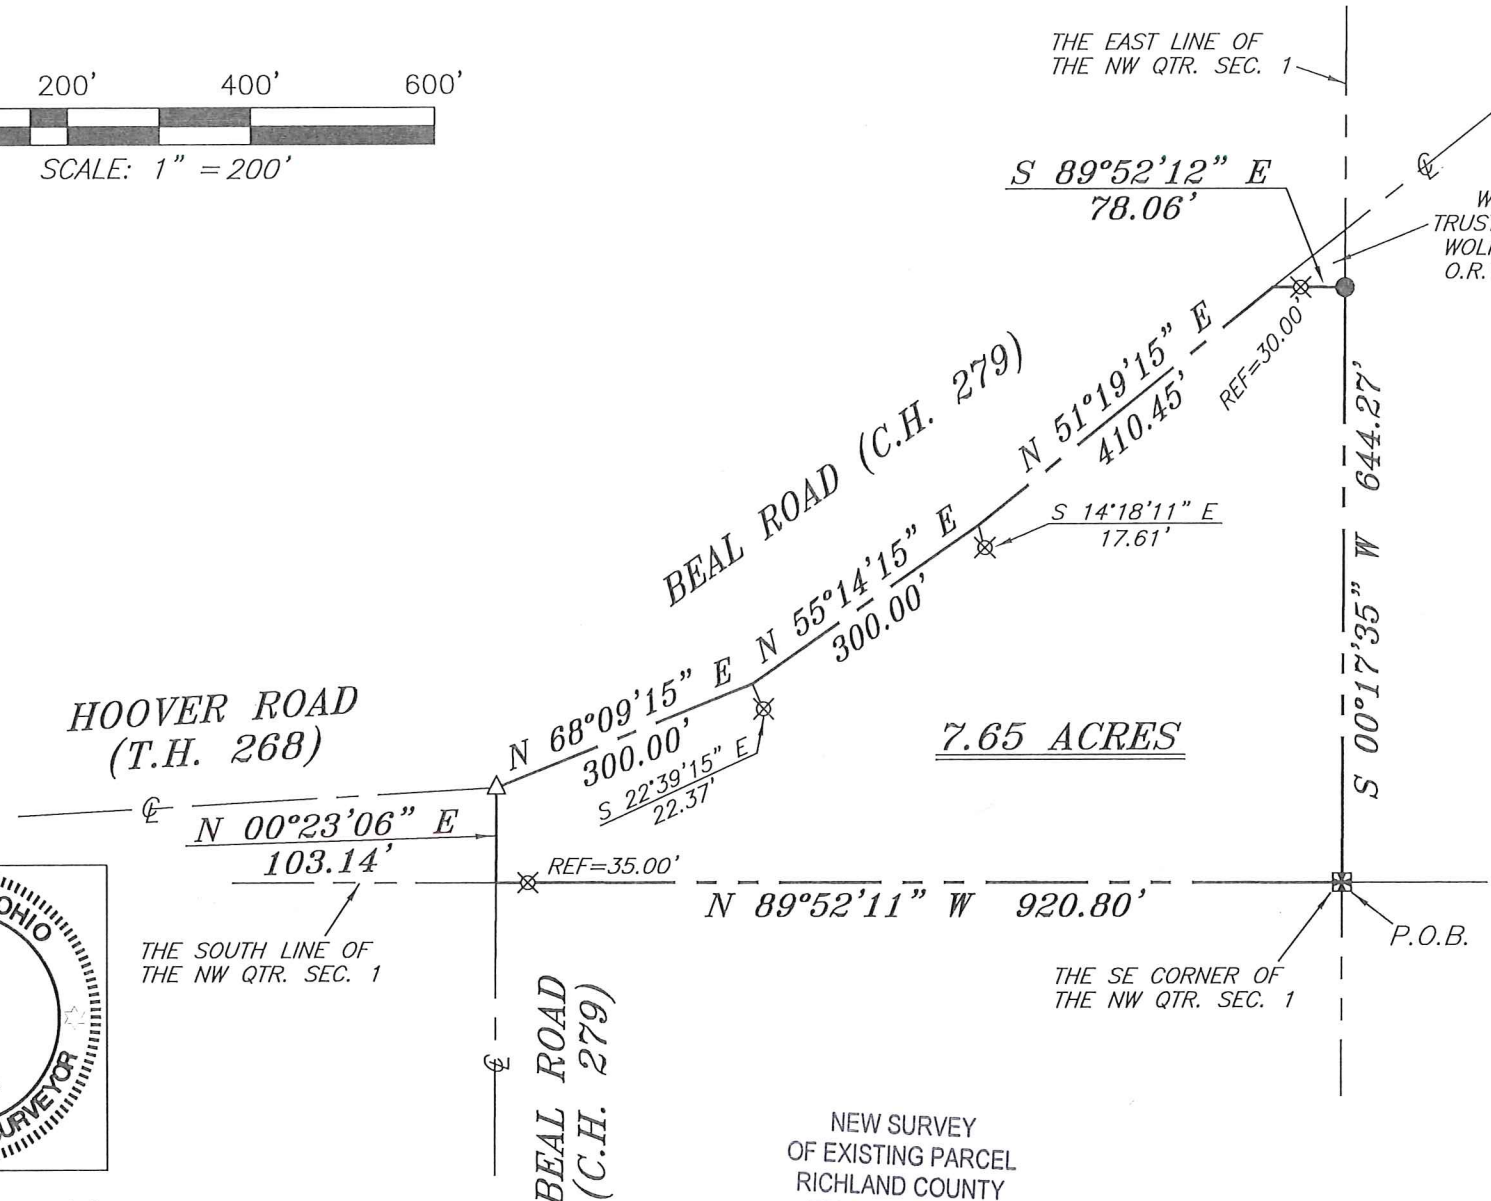 200' 400' 600'
SCALE: 1" = 200'
THE EAST LINE OF
THE NW QTR. SEC. 1
S 89°52'12" E
78.06'
℄
W
TRUST
O.R.
REF=30.00'
BEAL ROAD (C.H. 279)
N 51°19'15" E
410.45'
S 14°18'11" E
17.61'
N 55°14'15" E
300.00'
S 00°17'35" W 644.27'
HOOVER ROAD
(T.H. 268)
N 68°09'15" E
300.00'
S 22°39'15" E
22.37'
7.65 ACRES
℄
N 00°23'06" E
103.14'
REF=35.00'
N 89°52'11" W 920.80'
P.O.B.
THE SOUTH LINE OF
THE NW QTR. SEC. 1
THE SE CORNER OF
THE NW QTR. SEC. 1
℄
BEAL ROAD
(C.H. 279)
OHIO
SURVEYOR
NEW SURVEY
OF EXISTING PARCEL
RICHLAND COUNTY